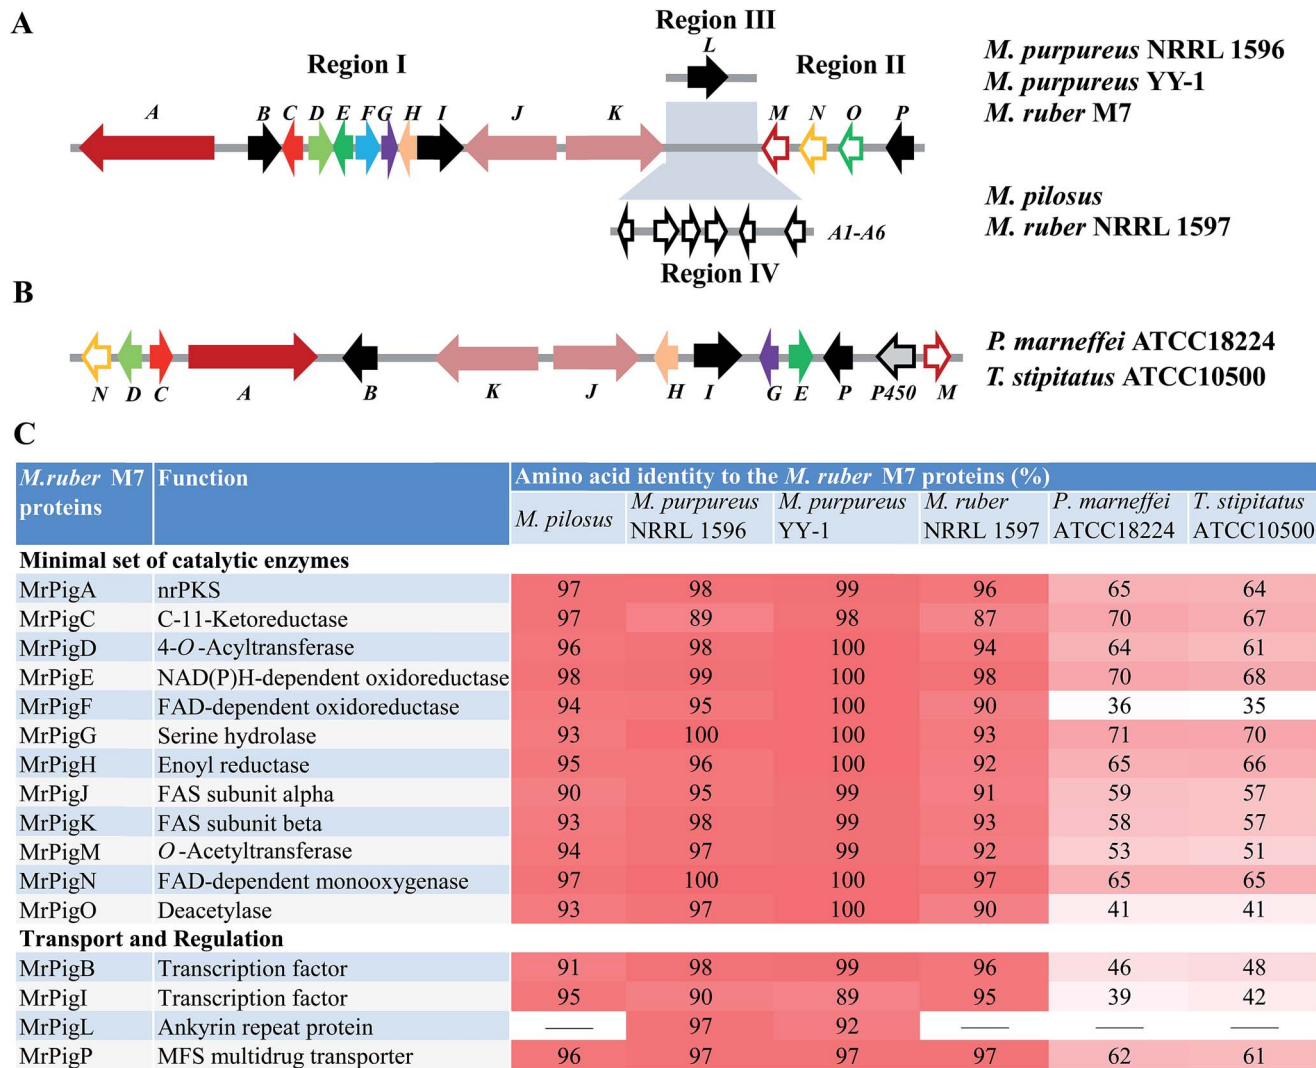 A
Region III
L
Region I
Region II
M. purpureus NRRL 1596
M. purpureus YY-1
M. ruber M7
A B C D E F G H I J K M N O P
M. pilosus
M. ruber NRRL 1597
A1-A6
Region IV
B
P. marneffei ATCC18224
T. stipitatus ATCC10500
N D C A B K J H I G E P P450 M
C
M.ruber M7 proteins Function Amino acid identity to the M. ruber M7 proteins (%)
M. pilosus M. purpureus NRRL 1596 M. purpureus YY-1 M. ruber NRRL 1597 P. marneffei ATCC18224 T. stipitatus ATCC10500
Minimal set of catalytic enzymes
MrPigA nrPKS 97 98 99 96 65 64
MrPigC C-11-Ketoreductase 97 89 98 87 70 67
MrPigD 4-O-Acyltransferase 96 98 100 94 64 61
MrPigE NAD(P)H-dependent oxidoreductase 98 99 100 98 70 68
MrPigF FAD-dependent oxidoreductase 94 95 100 90 36 35
MrPigG Serine hydrolase 93 100 100 93 71 70
MrPigH Enoyl reductase 95 96 100 92 65 66
MrPigJ FAS subunit alpha 90 95 99 91 59 57
MrPigK FAS subunit beta 93 98 99 93 58 57
MrPigM O-Acetyltransferase 94 97 99 92 53 51
MrPigN FAD-dependent monooxygenase 97 100 100 97 65 65
MrPigO Deacetylase 93 97 100 90 41 41
Transport and Regulation
MrPigB Transcription factor 91 98 99 96 46 48
MrPigI Transcription factor 95 90 89 95 39 42
MrPigL Ankyrin repeat protein — 97 92 — — —
MrPigP MFS multidrug transporter 96 97 97 97 62 61